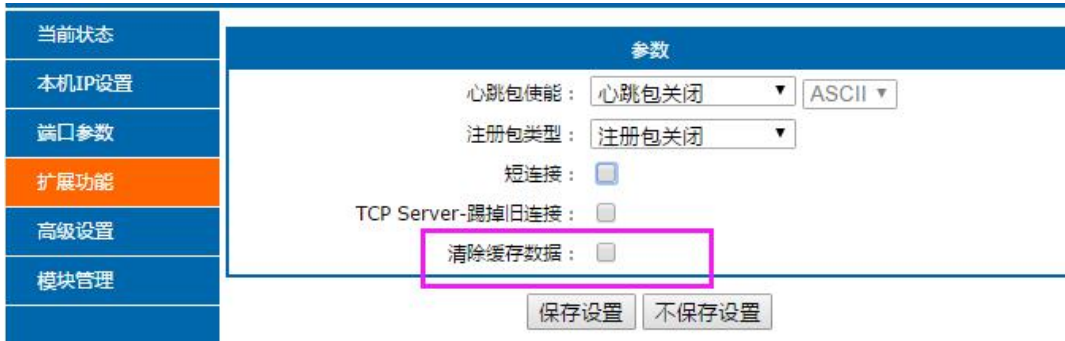 当前状态
本机IP设置
端口参数
扩展功能
高级设置
模块管理
参数
心跳包使能： 心跳包关闭 ASCII
注册包类型： 注册包关闭
短连接：
TCP Server-踢掉旧连接：
清除缓存数据：
保存设置 不保存设置